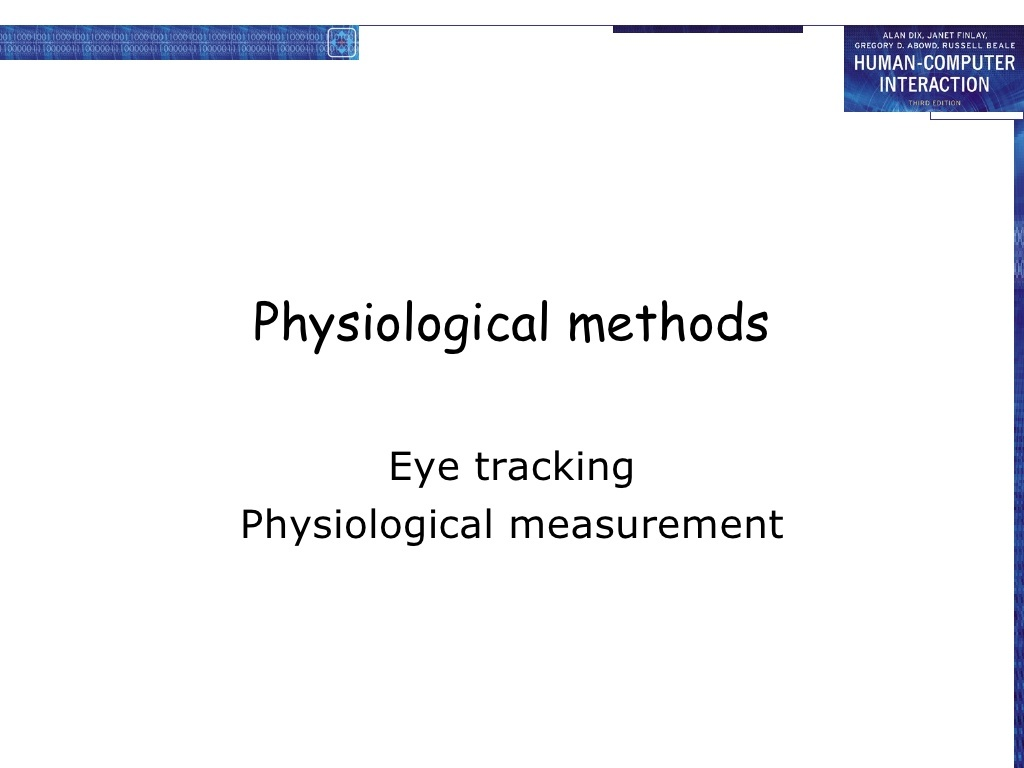 ALAN DIX, JANET FINLAY,
GREGORY D. ABOWD, RUSSELL BEALE
HUMAN-COMPUTER
INTERACTION
THIRD EDITION
Physiological methods
Eye tracking
Physiological measurement